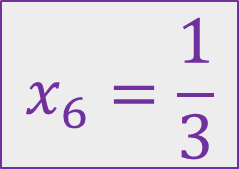 x₆ = 1/3